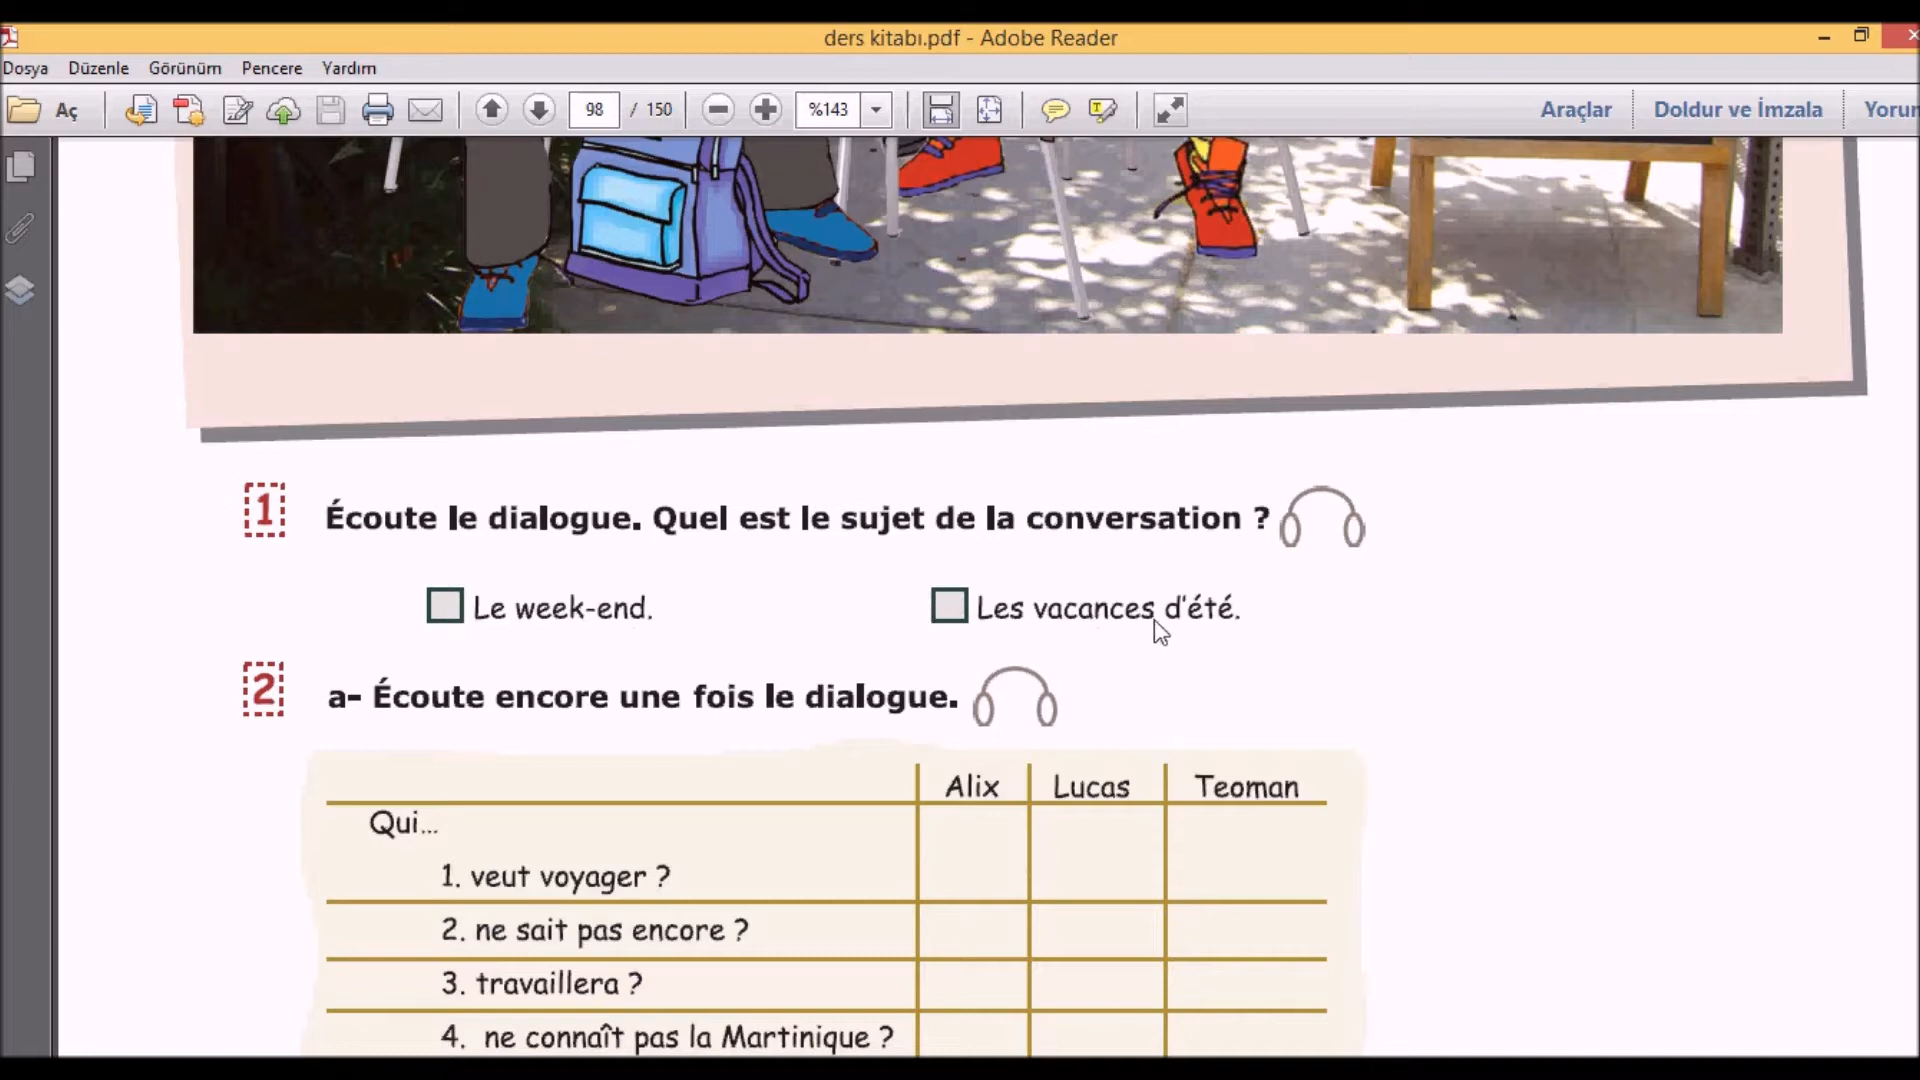 ders kitabı.pdf - Adobe Reader
Dosya Düzenle Görünüm Pencere Yardım
Aç 98 / 150 %143 Araçlar Doldur ve İmzala
1 Écoute le dialogue. Quel est le sujet de la conversation ?
Le week-end. Les vacances d'été.
2 a- Écoute encore une fois le dialogue.
Alix Lucas Teoman
Qui...
1. veut voyager ?
2. ne sait pas encore ?
3. travaillera ?
4. ne connaît pas la Martinique ?